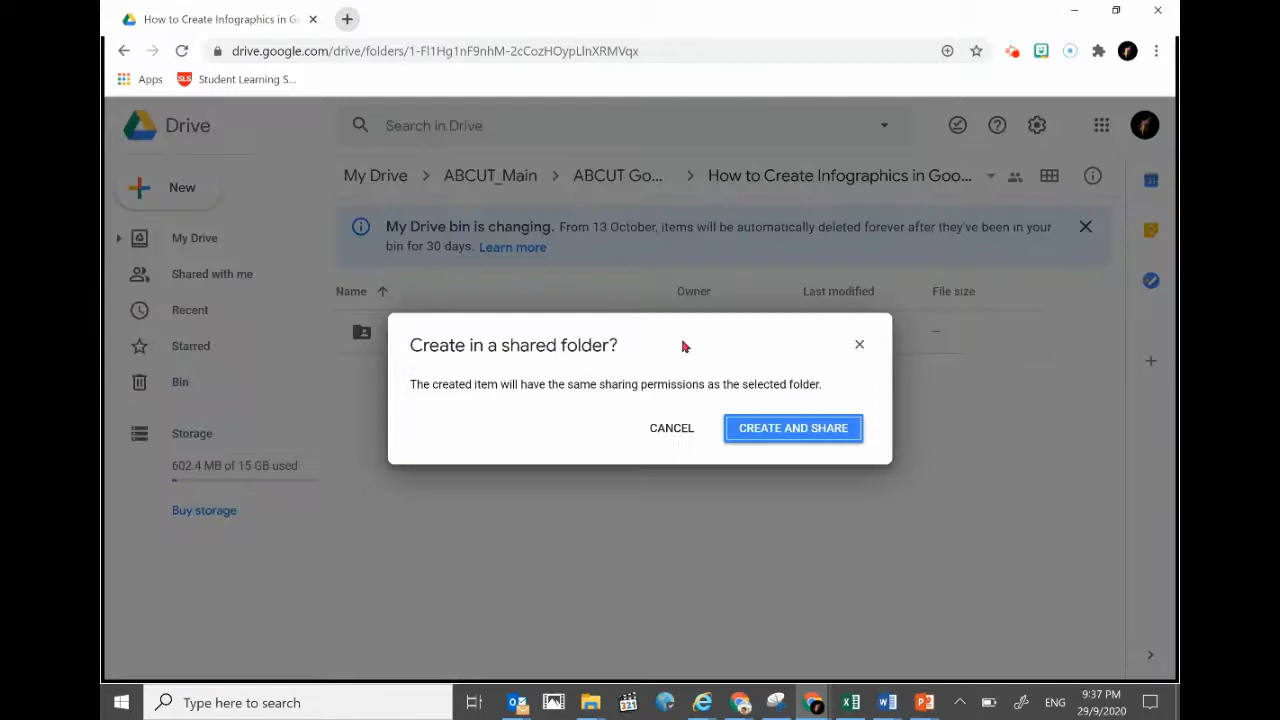 How to Create Infographics in Go
drive.google.com/drive/folders/1-Fl1Hg1nF9nhM-2cCozHOypLlnXRMVqx
Apps
SLS
Student Learning S...
Drive
Search in Drive
New
My Drive > ABCUT_Main > ABCUT Go... > How to Create Infographics in Goo...
My Drive bin is changing. From 13 October, items will be automatically deleted forever after they've been in your
bin for 30 days. Learn more
My Drive
Shared with me
Recent
Starred
Bin
Storage
602.4 MB of 15 GB used
Buy storage
Name
Owner
Last modified
File size
—
Create in a shared folder?
The created item will have the same sharing permissions as the selected folder.
CANCEL
CREATE AND SHARE
Type here to search
ENG
9:37 PM
29/9/2020